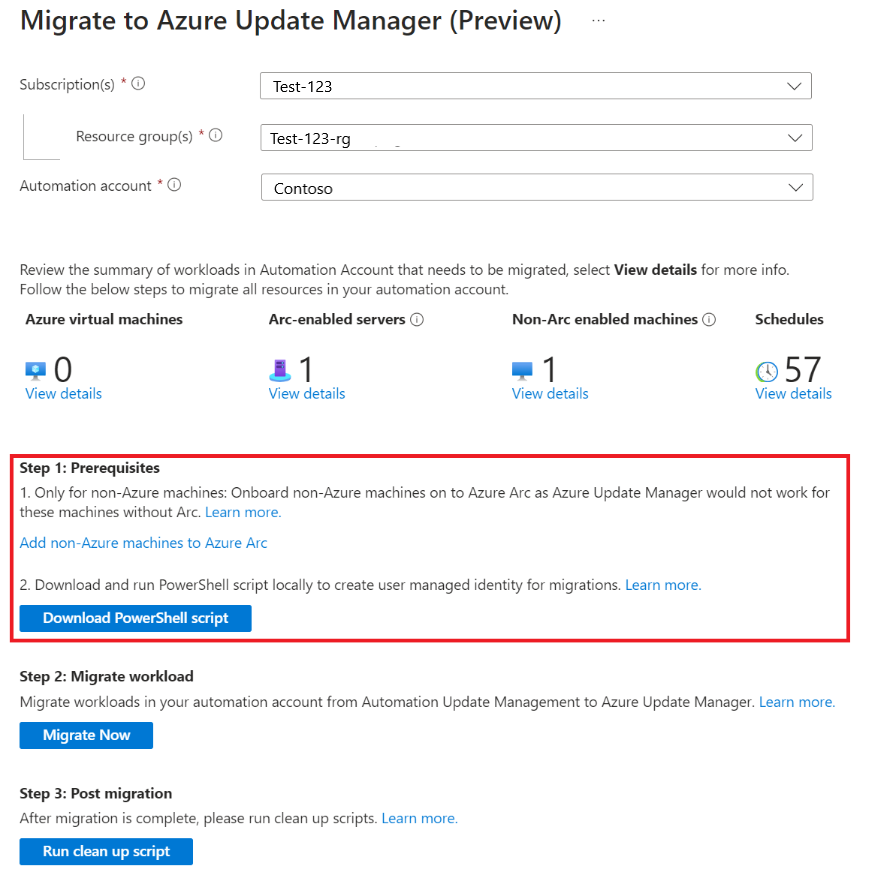 Migrate to Azure Update Manager (Preview) ...
Subscription(s) *
Test-123
Resource group(s) *
Test-123-rg
Automation account *
Contoso
Review the summary of workloads in Automation Account that needs to be migrated, select View details for more info.
Follow the below steps to migrate all resources in your automation account.
Azure virtual machines Arc-enabled servers Non-Arc enabled machines Schedules
0 1 1 57
View details View details View details View details
Step 1: Prerequisites
1. Only for non-Azure machines: Onboard non-Azure machines on to Azure Arc as Azure Update Manager would not work for
these machines without Arc. Learn more.
Add non-Azure machines to Azure Arc
2. Download and run PowerShell script locally to create user managed identity for migrations. Learn more.
Download PowerShell script
Step 2: Migrate workload
Migrate workloads in your automation account from Automation Update Management to Azure Update Manager. Learn more.
Migrate Now
Step 3: Post migration
After migration is complete, please run clean up scripts. Learn more.
Run clean up script